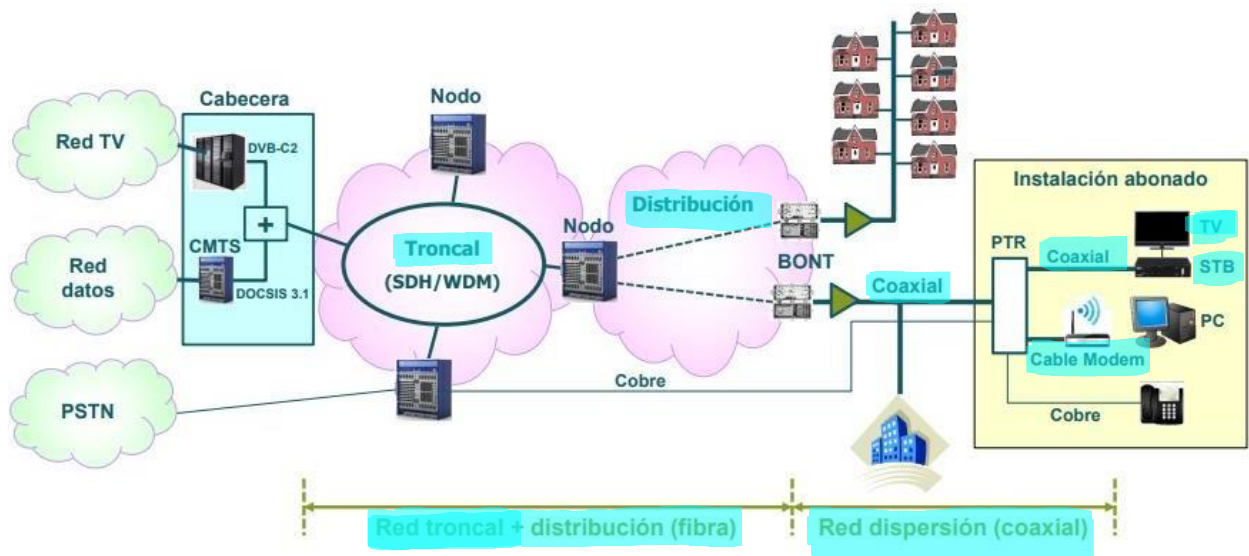 Cabecera
Red TV
DVB-C2
+
CMTS
Red
datos
DOCSIS 3.1
PSTN
Nodo
Troncal
(SDH/WDM)
Nodo
Distribución
BONT
Coaxial
Cobre
Instalación abonado
PTR
Coaxial
TV
STB
PC
Cable Modem
Cobre
Red troncal + distribución (fibra)
Red dispersión (coaxial)